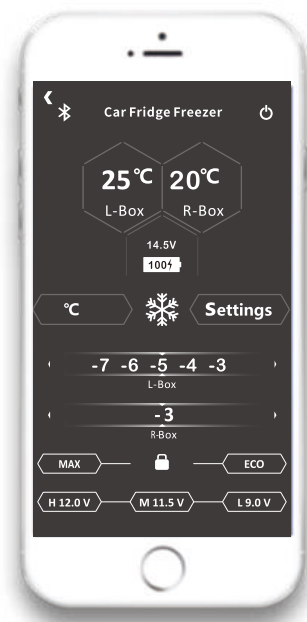 Car Fridge Freezer
25℃ 20℃
L-Box R-Box
14.5V
100
℃ Settings
-7 -6 -5 -4 -3
L-Box
-3
R-Box
MAX ECO
H 12.0 V M 11.5 V L 9.0 V